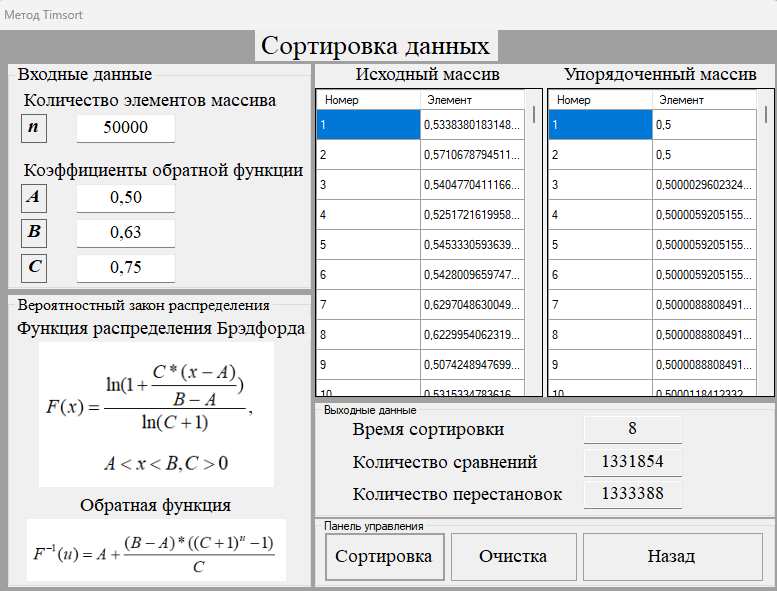 Метод Timsort
Сортировка данных
Входные данные
Количество элементов массива
n 50000
Коэффициенты обратной функции
A 0,50
B 0,63
C 0,75
Вероятностный закон распределения
Функция распределения Брэдфорда
F(x) = ln(1 + C * (x − A) / B − A) / ln(C + 1),
A < x < B, C > 0
Обратная функция
F⁻¹(u) = A + (B − A) * ((C + 1)ᵘ − 1) / C
Исходный массив
Номер Элемент
1 0,5338380183148...
2 0,5710678794511...
3 0,5404770411166...
4 0,5251721619958...
5 0,5453330593639...
6 0,5428009659747...
7 0,6297048630049...
8 0,6229954062319...
9 0,5074248947699...
10 0,5315334783616
Упорядоченный массив
Номер Элемент
1 0,5
2 0,5
3 0,5000029602324...
4 0,5000059205155...
5 0,5000059205155...
6 0,5000059205155...
7 0,5000088808491...
8 0,5000088808491...
9 0,5000088808491...
10 0,5000118412332
Выходные данные
Время сортировки 8
Количество сравнений 1331854
Количество перестановок 1333388
Панель управления
Сортировка Очистка Назад